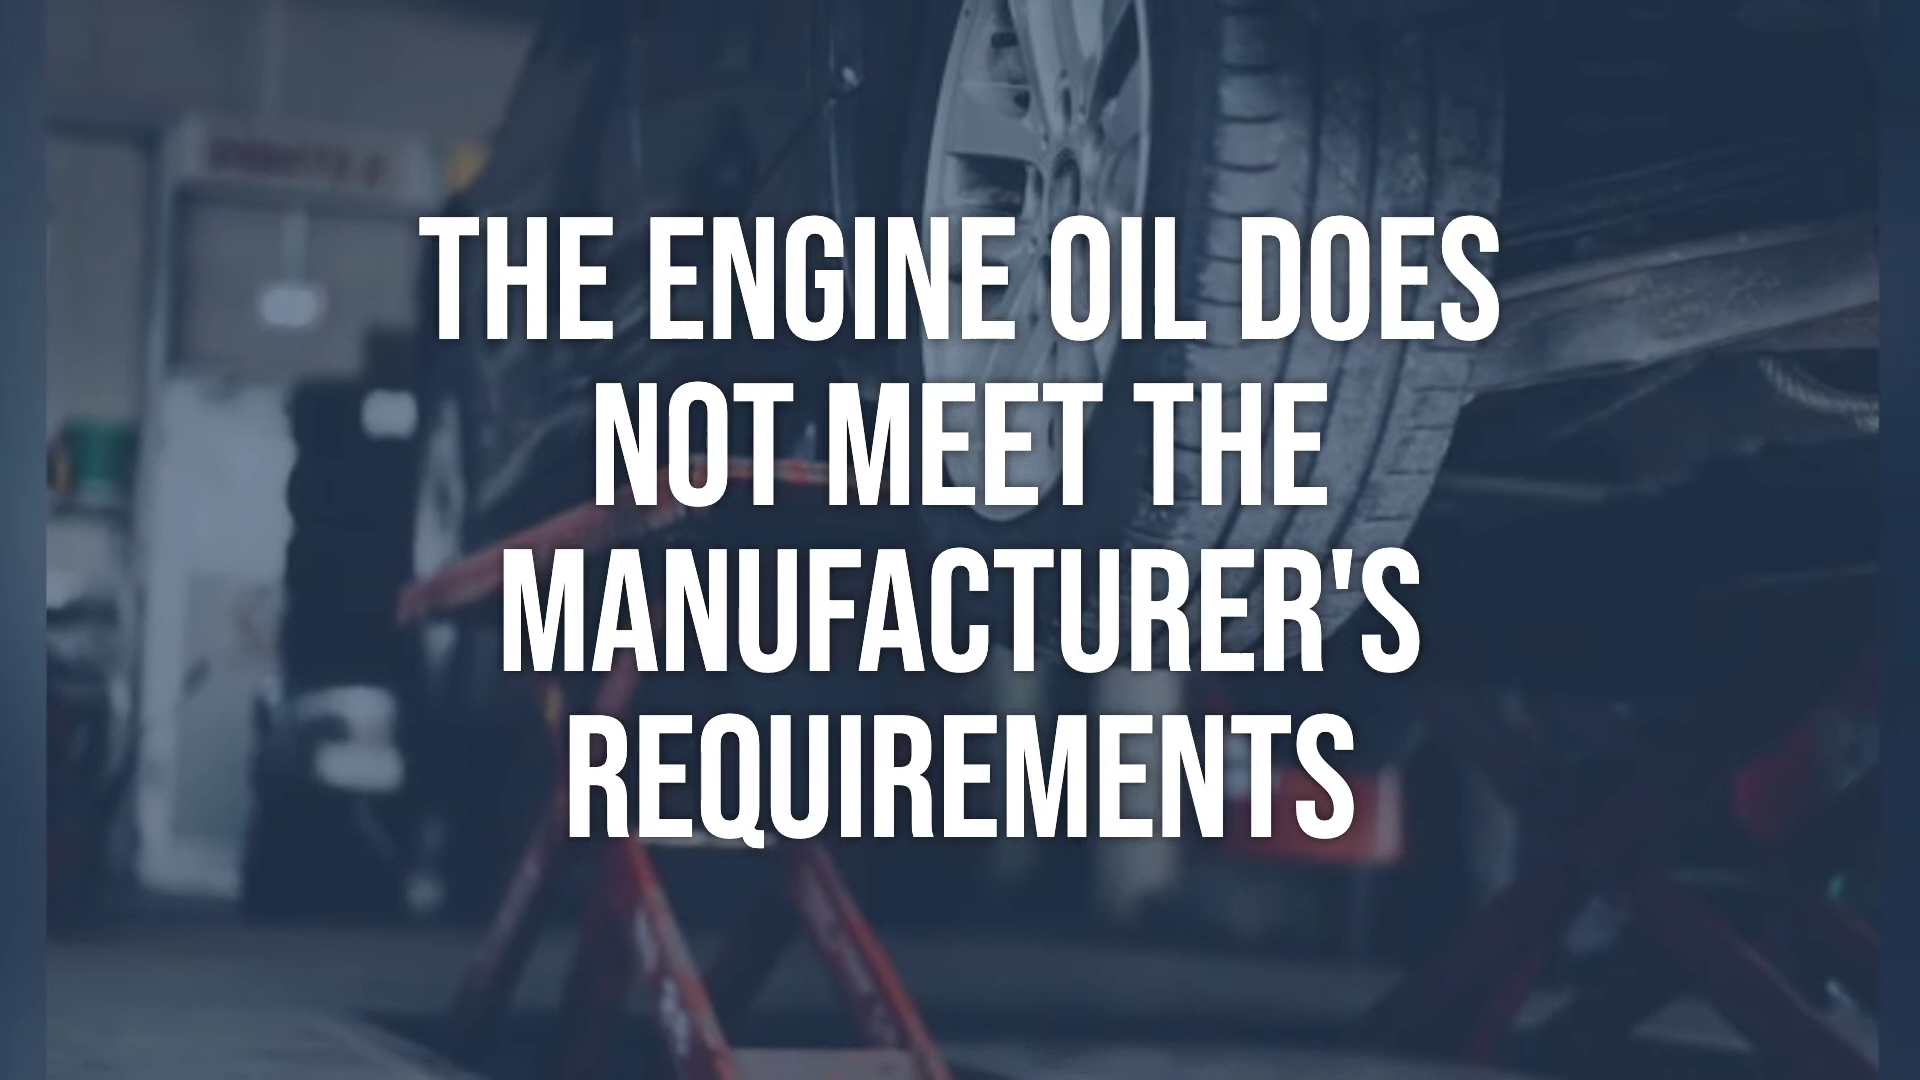 THE ENGINE OIL DOES
NOT MEET THE
MANUFACTURER'S
REQUIREMENTS